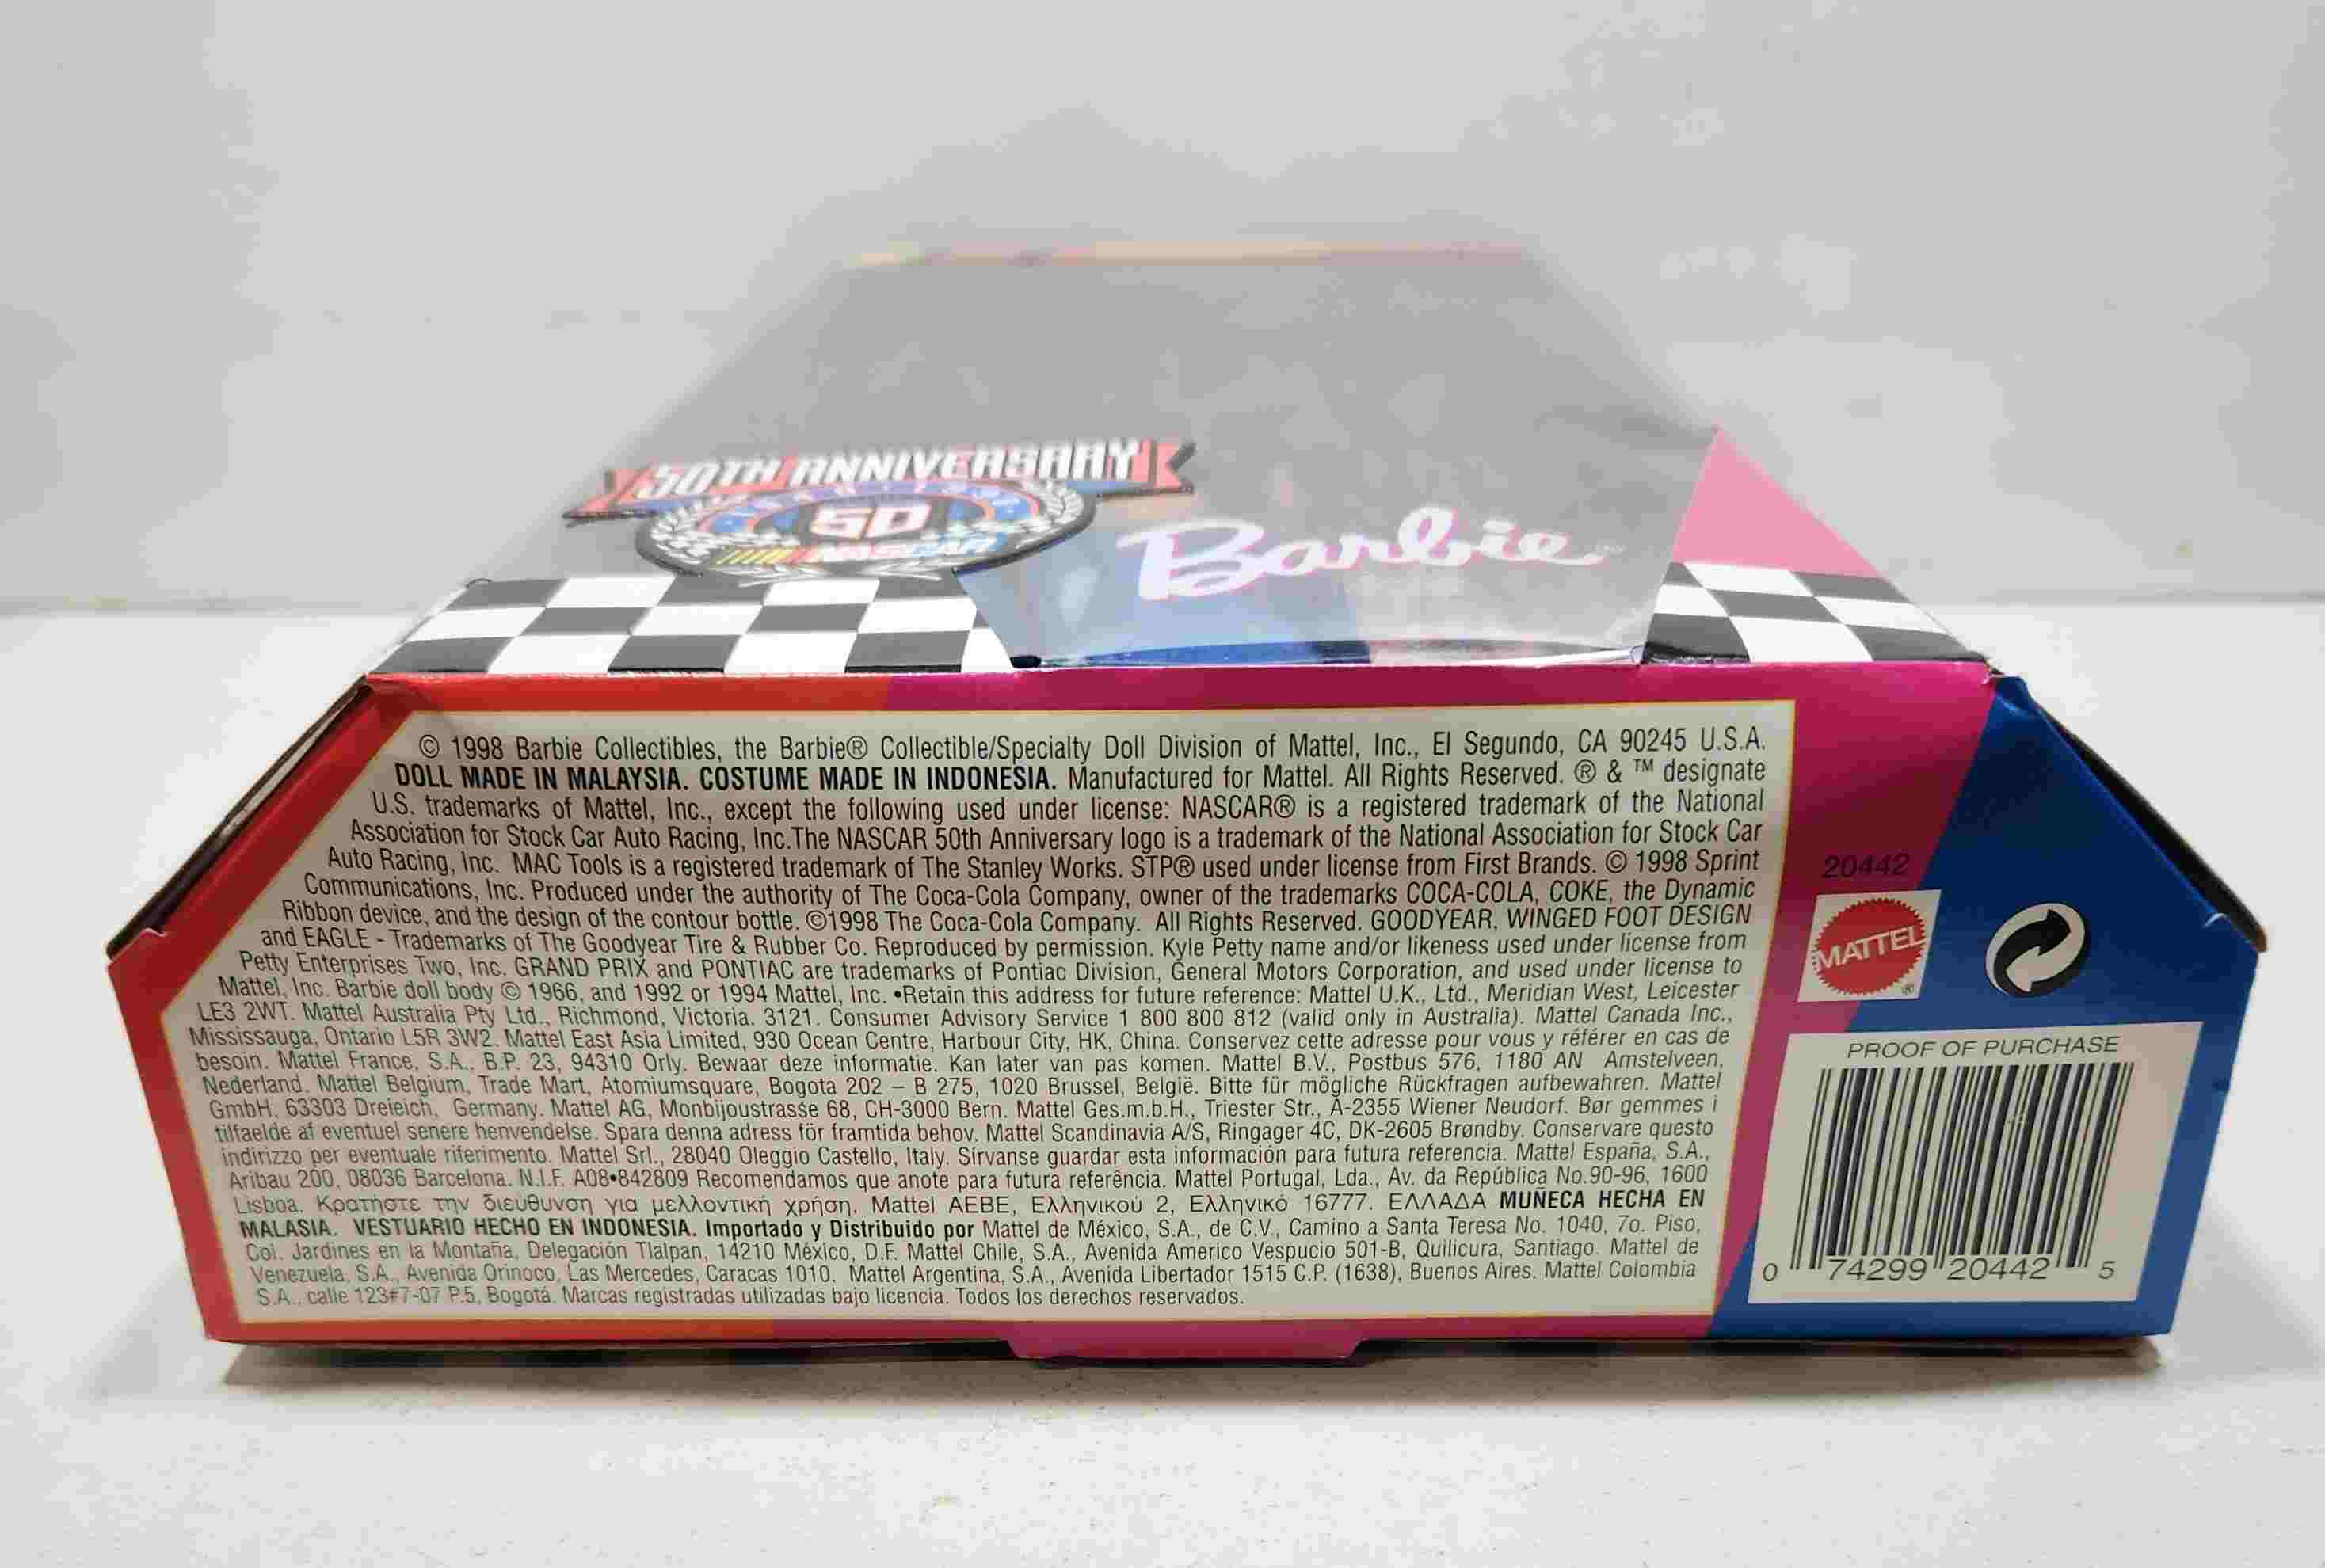 50TH ANNIVERSARY
50
NASCAR
Barbie
© 1998 Barbie Collectibles, the Barbie® Collectible/Specialty Doll Division of Mattel, Inc., El Segundo, CA 90245 U.S.A.
DOLL MADE IN MALAYSIA. COSTUME MADE IN INDONESIA. Manufactured for Mattel. All Rights Reserved. ® & ™ designate
U.S. trademarks of Mattel, Inc., except the following used under license: NASCAR® is a registered trademark of the National
Association for Stock Car Auto Racing, Inc.The NASCAR 50th Anniversary logo is a trademark of the National Association for Stock Car
Auto Racing, Inc. MAC Tools is a registered trademark of The Stanley Works. STP® used under license from First Brands. © 1998 Sprint
Communications, Inc. Produced under the authority of The Coca-Cola Company, owner of the trademarks COCA-COLA, COKE, the Dynamic
Ribbon device, and the design of the contour bottle. ©1998 The Coca-Cola Company. All Rights Reserved. GOODYEAR, WINGED FOOT DESIGN
and EAGLE - Trademarks of The Goodyear Tire & Rubber Co. Reproduced by permission. Kyle Petty name and/or likeness used under license from
Petty Enterprises Two, Inc. GRAND PRIX and PONTIAC are trademarks of Pontiac Division, General Motors Corporation, and used under license to
Mattel, Inc. Barbie doll body © 1966, and 1992 or 1994 Mattel, Inc. •Retain this address for future reference: Mattel U.K., Ltd., Meridian West, Leicester
LE3 2WT. Mattel Australia Pty Ltd., Richmond, Victoria. 3121. Consumer Advisory Service 1 800 800 812 (valid only in Australia). Mattel Canada Inc.,
Mississauga, Ontario L5R 3W2. Mattel East Asia Limited, 930 Ocean Centre, Harbour City, HK, China. Conservez cette adresse pour vous y référer en cas de
besoin. Mattel France, S.A., B.P. 23, 94310 Orly. Bewaar deze informatie. Kan later van pas komen. Mattel B.V., Postbus 576, 1180 AN Amstelveen,
Nederland. Mattel Belgium, Trade Mart, Atomiumsquare, Bogota 202 – B 275, 1020 Brussel, België. Bitte für mögliche Rückfragen aufbewahren. Mattel
GmbH, 63303 Dreieich, Germany. Mattel AG, Monbijoustrasse 68, CH-3000 Bern. Mattel Ges.m.b.H., Triester Str., A-2355 Wiener Neudorf. Bør gemmes i
tilfaelde af eventuel senere henvendelse. Spara denna adress för framtida behov. Mattel Scandinavia A/S, Ringager 4C, DK-2605 Brøndby. Conservare questo
indirizzo per eventuale riferimento. Mattel Srl., 28040 Oleggio Castello, Italy. Sírvanse guardar esta información para futura referencia. Mattel España, S.A.,
Aribau 200, 08036 Barcelona. N.I.F. A08•842809 Recomendamos que anote para futura referência. Mattel Portugal, Lda., Av. da República No.90-96, 1600
Lisboa. Κρατήστε την διεύθυνση για μελλοντική χρήση. Mattel AEBE, Ελληνικού 2, Ελληνικό 16777. ΕΛΛΑΔΑ MUÑECA HECHA EN
MALASIA. VESTUARIO HECHO EN INDONESIA. Importado y Distribuido por Mattel de México, S.A., de C.V., Camino a Santa Teresa No. 1040, 7o. Piso,
Col. Jardines en la Montaña, Delegación Tlalpan, 14210 México, D.F. Mattel Chile, S.A., Avenida Americo Vespucio 501-B, Quilicura, Santiago. Mattel de
Venezuela, S.A., Avenida Orinoco, Las Mercedes, Caracas 1010. Mattel Argentina, S.A., Avenida Libertador 1515 C.P. (1638), Buenos Aires. Mattel Colombia
S.A., calle 123#7-07 P.5, Bogotá. Marcas registradas utilizadas bajo licencia. Todos los derechos reservados.
20442
MATTEL®
PROOF OF PURCHASE
0 74299 20442 5